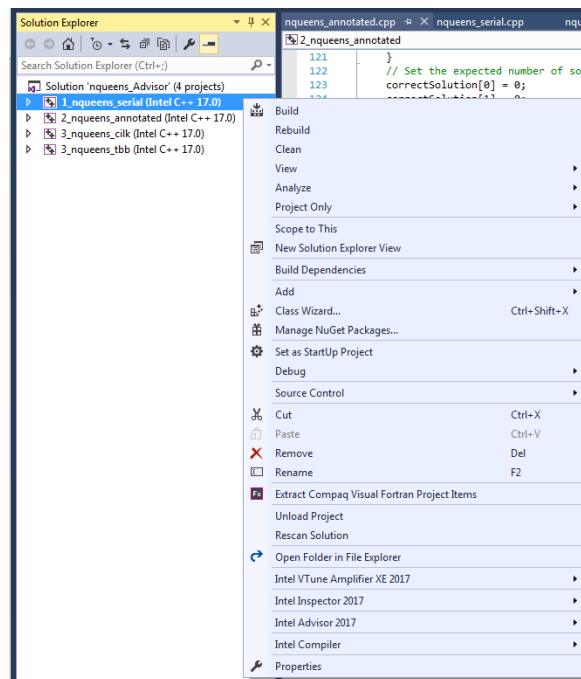 Solution Explorer
Search Solution Explorer (Ctrl+;)
Solution 'nqueens_Advisor' (4 projects)
1_nqueens_serial (Intel C++ 17.0)
2_nqueens_annotated (Intel C++ 17.0)
3_nqueens_cilk (Intel C++ 17.0)
3_nqueens_tbb (Intel C++ 17.0)
nqueens_annotated.cpp nqueens_serial.cpp nqu
2_nqueens_annotated
121 }
122 // Set the expected number of so
123 correctSolution[0] = 0;
Build
Rebuild
Clean
View
Analyze
Project Only
Scope to This
New Solution Explorer View
Build Dependencies
Add
Class Wizard... Ctrl+Shift+X
Manage NuGet Packages...
Set as StartUp Project
Debug
Source Control
Cut Ctrl+X
Paste Ctrl+V
Remove Del
Rename F2
Fo Extract Compaq Visual Fortran Project Items
Unload Project
Rescan Solution
Open Folder in File Explorer
Intel VTune Amplifier XE 2017
Intel Inspector 2017
Intel Advisor 2017
Intel Compiler
Properties